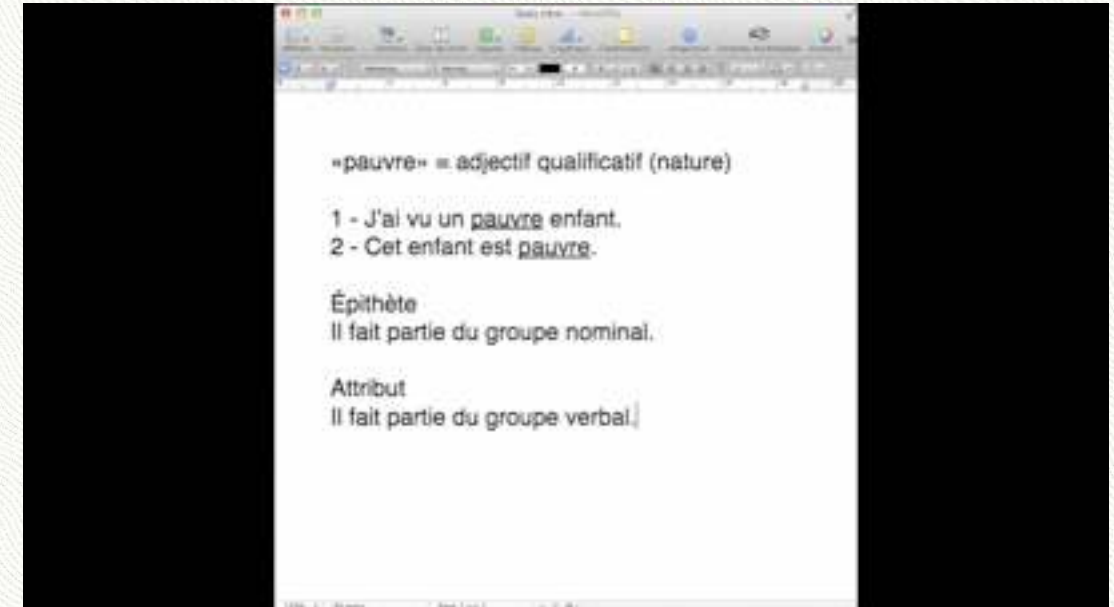 «pauvre» = adjectif qualificatif (nature)
1 - J'ai vu un pauvre enfant.
2 - Cet enfant est pauvre.
Épithète
Il fait partie du groupe nominal.
Attribut
Il fait partie du groupe verbal.